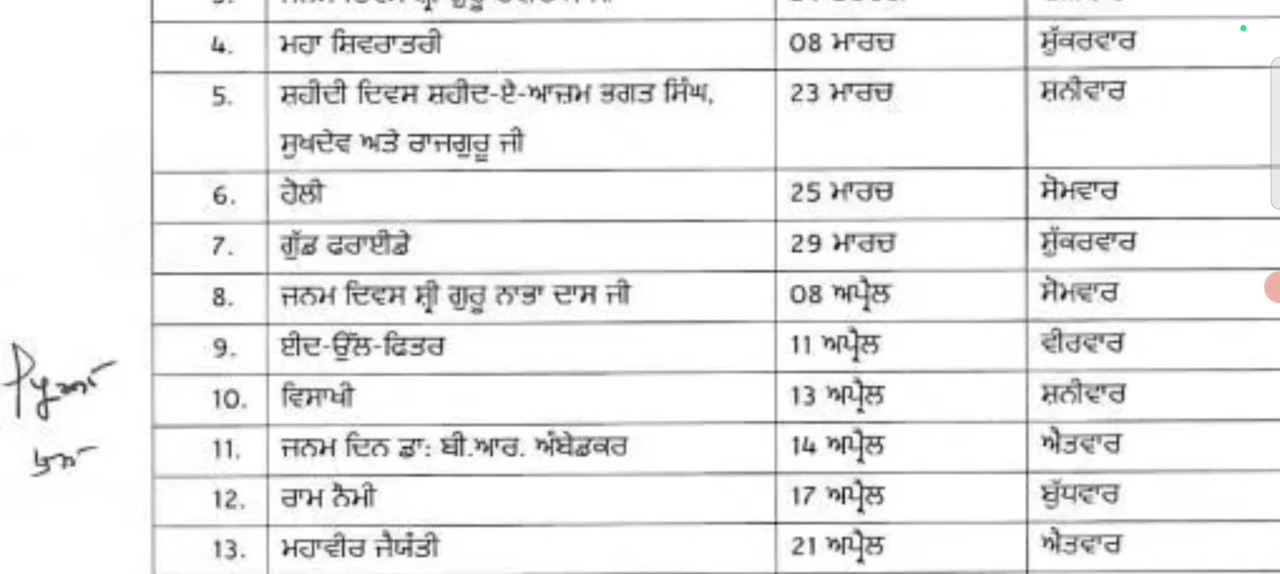 4. ਮਹਾ ਸ਼ਿਵਰਾਤਰੀ 08 ਮਾਰਚ ਸ਼ੁੱਕਰਵਾਰ
5. ਸ਼ਹੀਦੀ ਦਿਵਸ ਸ਼ਹੀਦ-ਏ-ਆਜ਼ਮ ਭਗਤ ਸਿੰਘ, 23 ਮਾਰਚ ਸ਼ਨੀਵਾਰ
ਸੁਖਦੇਵ ਅਤੇ ਰਾਜਗੁਰੂ ਜੀ
6. ਹੋਲੀ 25 ਮਾਰਚ ਸੋਮਵਾਰ
7. ਗੁੱਡ ਫਰਾਈਡੇ 29 ਮਾਰਚ ਸ਼ੁੱਕਰਵਾਰ
8. ਜਨਮ ਦਿਵਸ ਸ਼੍ਰੀ ਗੁਰੂ ਨਾਭਾ ਦਾਸ ਜੀ 08 ਅਪ੍ਰੈਲ ਸੋਮਵਾਰ
9. ਈਦ-ਉੱਲ-ਫਿਤਰ 11 ਅਪ੍ਰੈਲ ਵੀਰਵਾਰ
10. ਵਿਸਾਖੀ 13 ਅਪ੍ਰੈਲ ਸ਼ਨੀਵਾਰ
11. ਜਨਮ ਦਿਨ ਡਾ: ਬੀ.ਆਰ. ਅੰਬੇਡਕਰ 14 ਅਪ੍ਰੈਲ ਐਤਵਾਰ
12. ਰਾਮ ਨੌਮੀ 17 ਅਪ੍ਰੈਲ ਬੁੱਧਵਾਰ
13. ਮਹਾਵੀਰ ਜੈਯੰਤੀ 21 ਅਪ੍ਰੈਲ ਐਤਵਾਰ